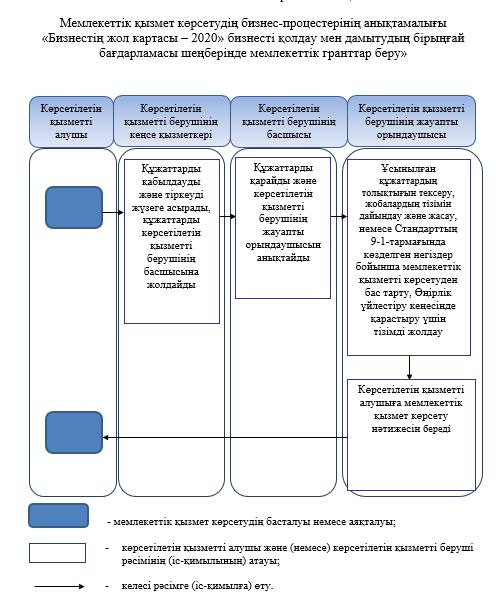 Мемлекеттік қызмет көрсетудің бизнес-процестерінің анықтамалығы
«Бизнестің жол картасы – 2020» бизнесті қолдау мен дамытудың бірыңғай
бағдарламасы шеңберінде мемлекеттік гранттар беру»
Көрсетілетін
қызметті
алушы
Көрсетілетін
қызметті берушінің
кеңсе қызметкері
Көрсетілетін
қызметті берушінің
басшысы
Көрсетілетін қызметті
берушінің жауапты
орындаушысы
Құжаттарды
қабылдауды
және тіркеуді
жүзеге асырады,
құжаттарды
көрсетілетін
қызметті
берушінің
басшысына
жолдайды
Құжаттарды
қарайды және
көрсетілетін
қызметті
берушінің
жауапты
орындаушысын
анықтайды
Ұсынылған
құжаттардың
толықтығын тексеру,
жобалардың тізімін
дайындау және жасау,
немесе Стандарттың
9-1-тармағында
көзделген негіздер
бойынша мемлекеттік
қызметті көрсетуден
бас тарту, Өңірлік
үйлестіру кеңесінде
қарастыру үшін
тізімді жолдау
Көрсетілетін қызметті
алушыға мемлекеттік
қызмет көрсету
нәтижесін береді
- мемлекеттік қызмет көрсетудің басталуы немесе аяқталуы;
- көрсетілетін қызметті алушы және (немесе) көрсетілетін қызметті беруші
рәсімінің (іс-қимылының) атауы;
- келесі рәсімге (іс-қимылға) өту.